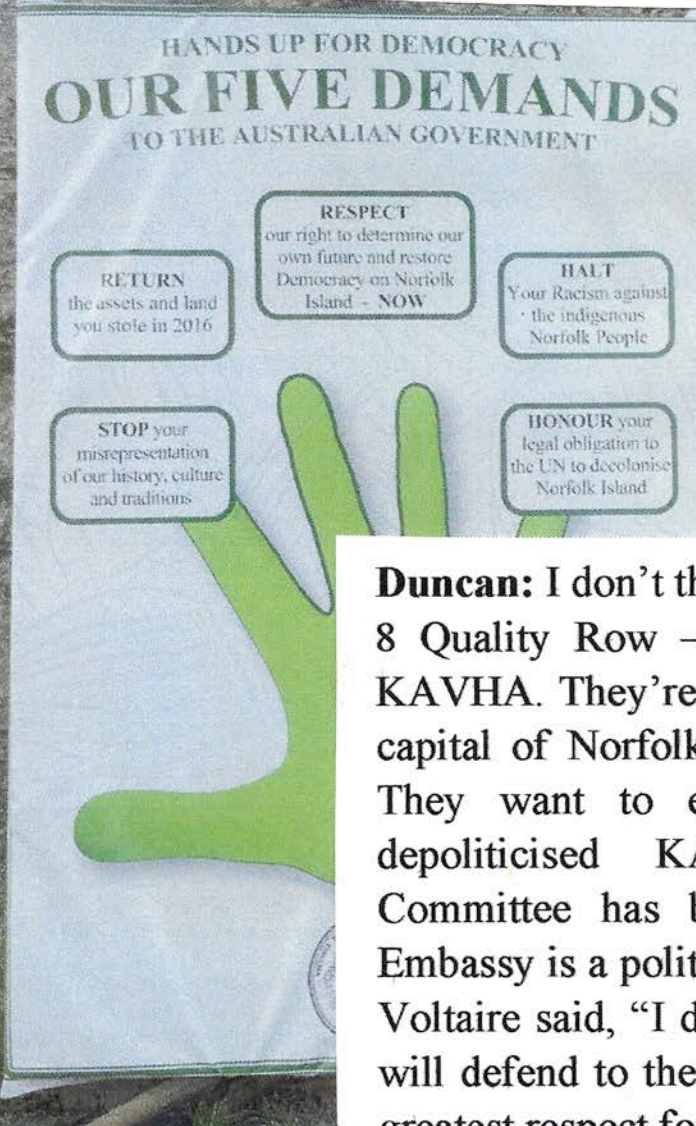 HANDS UP FOR DEMOCRACY
OUR FIVE DEMANDS
TO THE AUSTRALIAN GOVERNMENT
RESPECT
our right to determine our
own future and restore
Democracy on Norfolk
Island - NOW
RETURN
the assets and land
you stole in 2016
HALT
Your Racism against
the indigenous
Norfolk People
STOP your
misrepresentation
of our history, culture
and traditions
HONOUR your
legal obligation to
the UN to decolonise
Norfolk Island
Duncan: I don't th
8 Quality Row –
KAVHA. They're
capital of Norfolk
They want to e
depoliticised KA
Committee has b
Embassy is a polit
Voltaire said, “I d
will defend to the
greatest respect fo